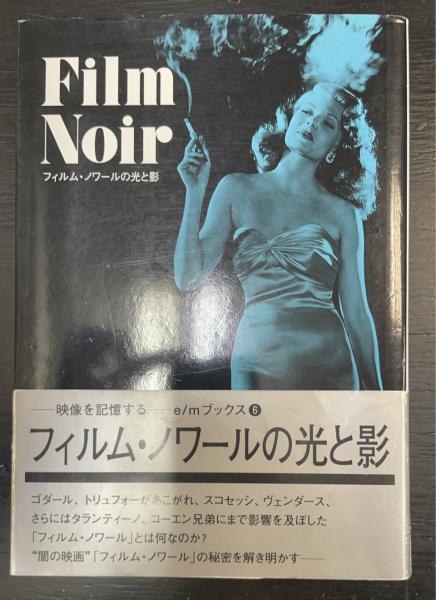 Film
Noir
フィルム・ノワールの光と影
──映像を記憶する──e/mブックス❻
フィルム・ノワールの光と影
ゴダール、トリュフォーがあこがれ、スコセッシ、ヴェンダース、
さらにはタランティーノ、コーエン兄弟にまで影響を及ぼした
「フィルム・ノワール」とは何なのか?
“闇の映画”「フィルム・ノワール」の秘密を解き明かす──